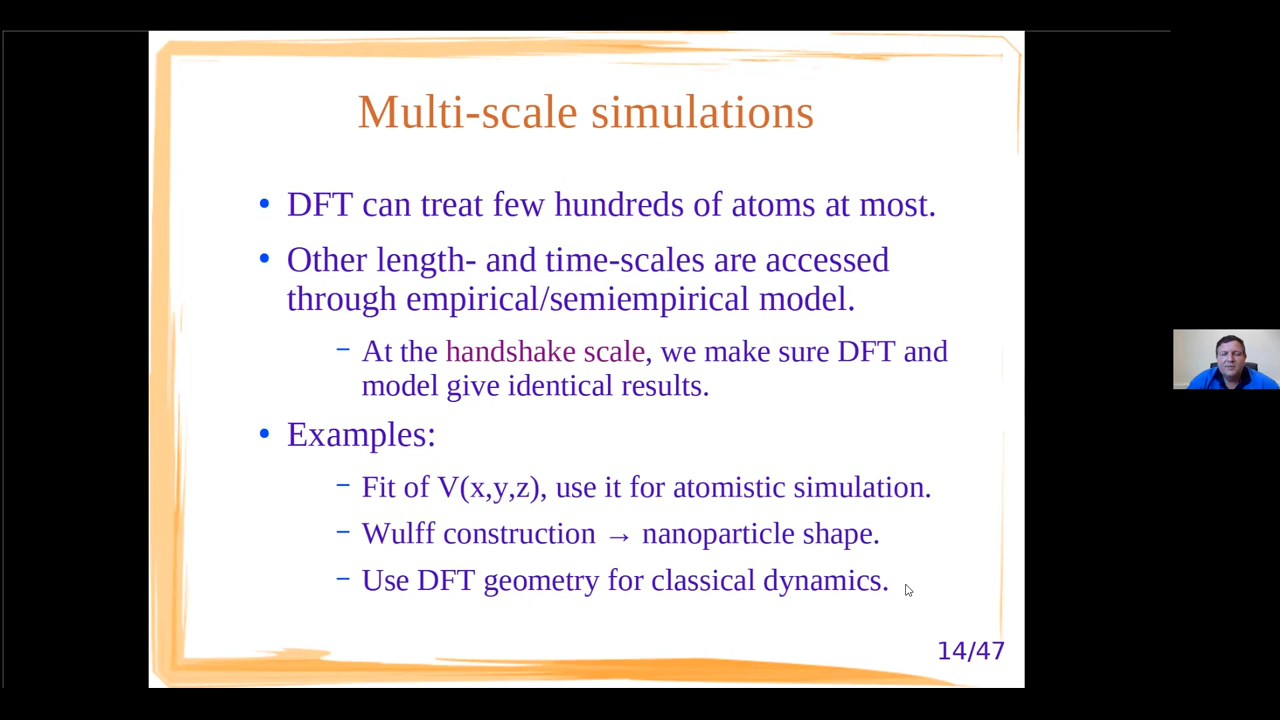 Multi-scale simulations
• DFT can treat few hundreds of atoms at most.
• Other length- and time-scales are accessed
through empirical/semiempirical model.
– At the handshake scale, we make sure DFT and
model give identical results.
• Examples:
– Fit of V(x,y,z), use it for atomistic simulation.
– Wulff construction → nanoparticle shape.
– Use DFT geometry for classical dynamics.
14/47